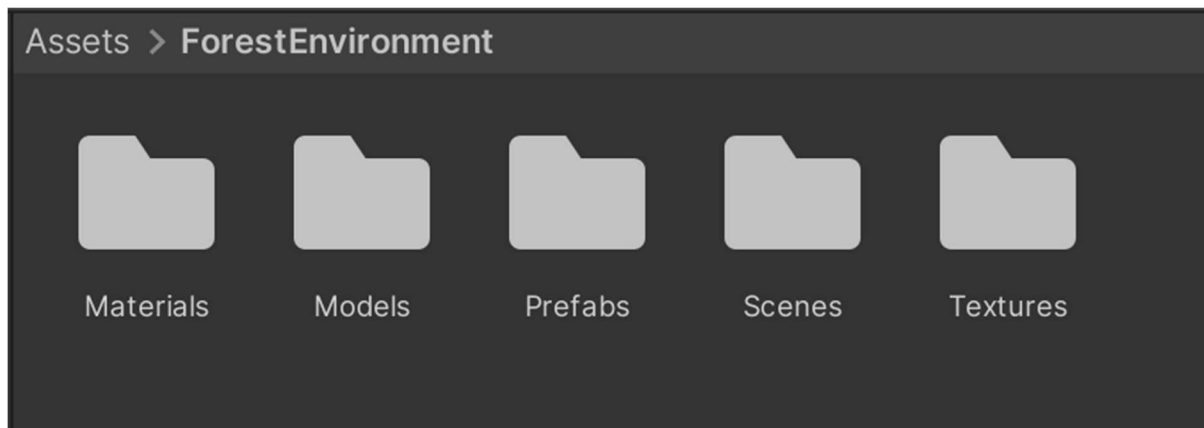 Assets > ForestEnvironment
Materials Models Prefabs Scenes Textures